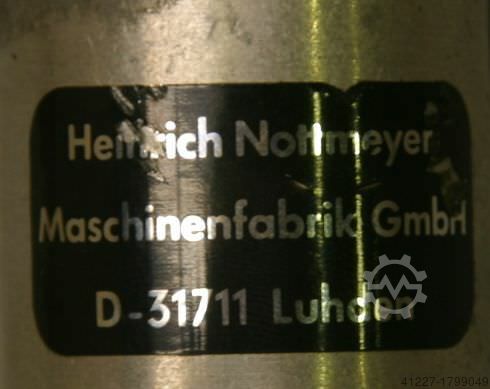 Heinrich Nottmeyer
Maschinenfabrik GmbH
D-31711 Luhden
41227-1799049